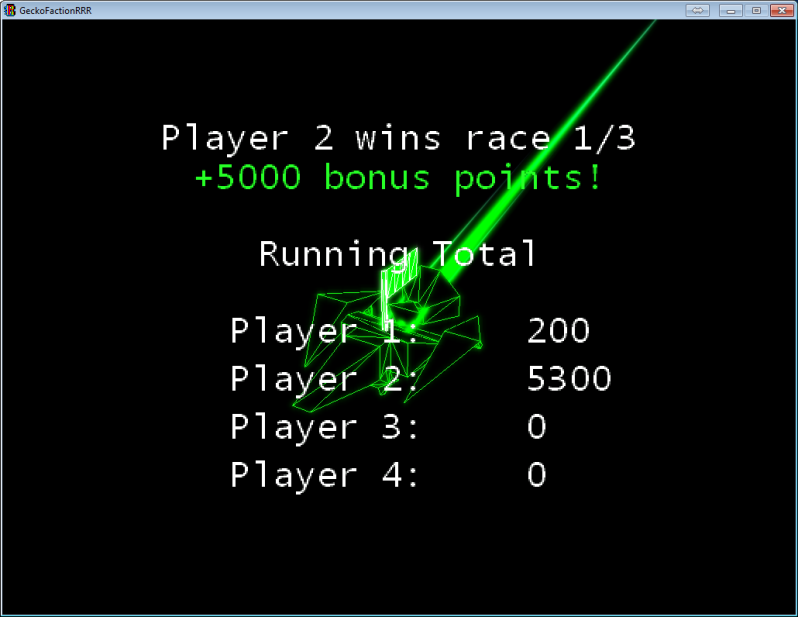 GeckoFactionRRR
Player 2 wins race 1/3
+5000 bonus points!
Running Total
Player 1: 200
Player 2: 5300
Player 3: 0
Player 4: 0